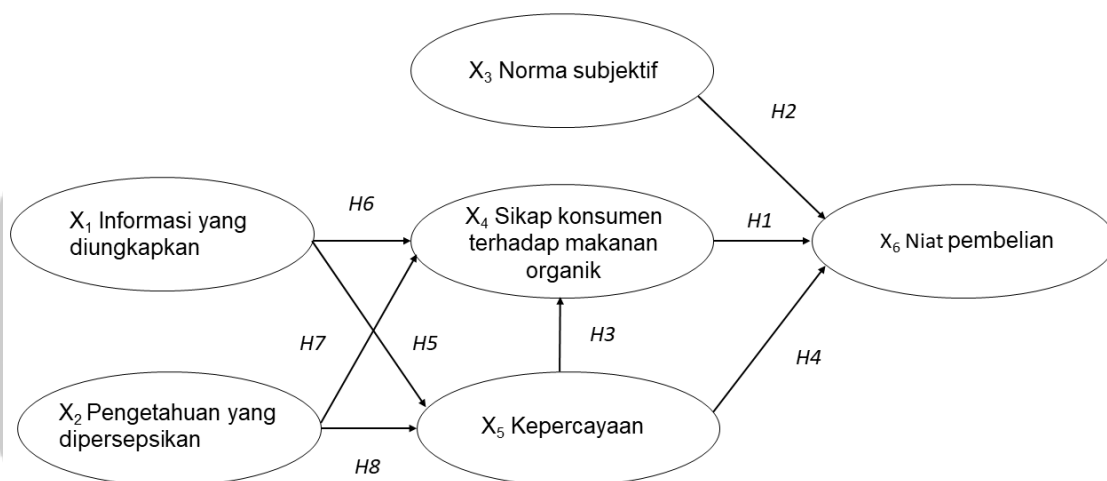 X₃ Norma subjektif
H2
X₁ Informasi yang
diungkapkan
H6
X₄ Sikap konsumen
terhadap makanan
organik
H1
X₆ Niat pembelian
H7
H5
H3
H4
X₂ Pengetahuan yang
dipersepsikan
H8
X₅ Kepercayaan